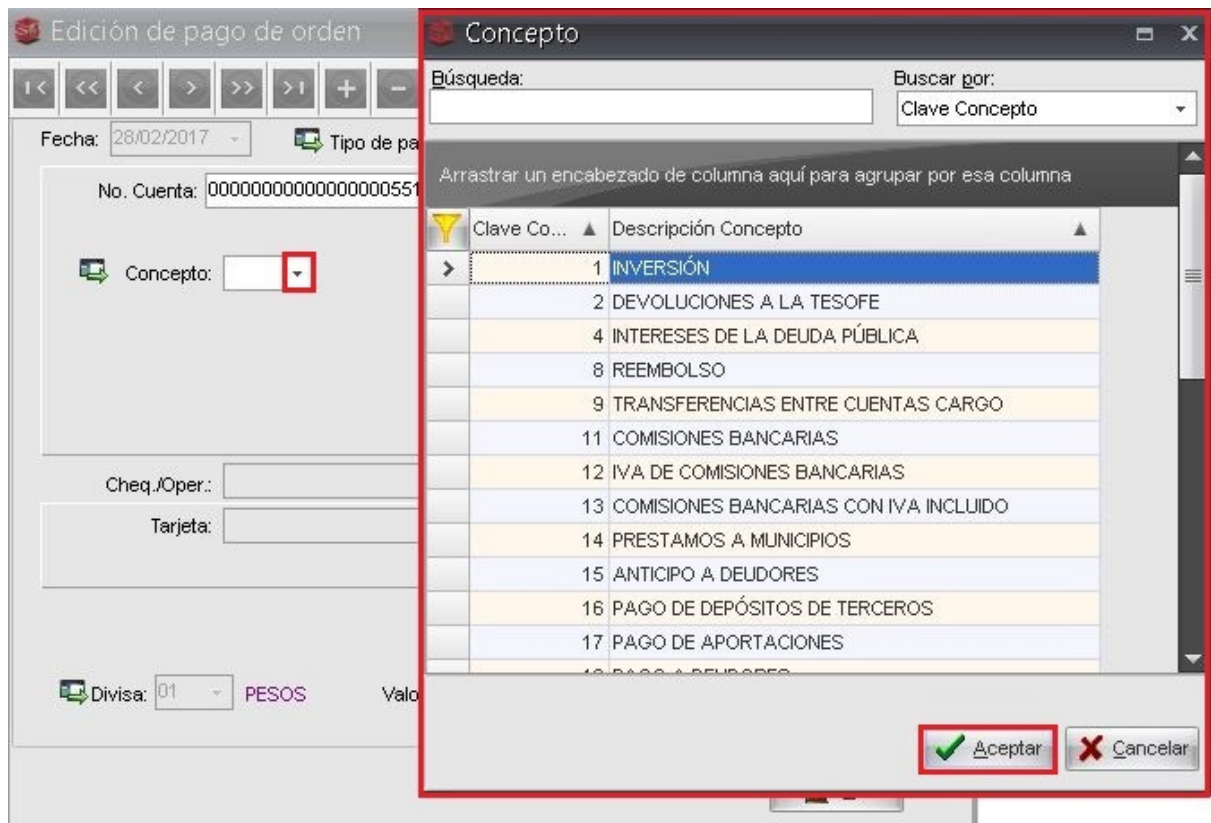 Edición de pago de orden
Fecha: 28/02/2017 Tipo de pa
No. Cuenta: 00000000000000000551
Concepto:
Cheq./Oper.:
Tarjeta:
Divisa: 01 PESOS Valo
Concepto
Búsqueda: Buscar por:
Clave Concepto
Arrastrar un encabezado de columna aquí para agrupar por esa columna
Clave Co... Descripción Concepto
1 INVERSIÓN
2 DEVOLUCIONES A LA TESOFE
4 INTERESES DE LA DEUDA PÚBLICA
8 REEMBOLSO
9 TRANSFERENCIAS ENTRE CUENTAS CARGO
11 COMISIONES BANCARIAS
12 IVA DE COMISIONES BANCARIAS
13 COMISIONES BANCARIAS CON IVA INCLUIDO
14 PRESTAMOS A MUNICIPIOS
15 ANTICIPO A DEUDORES
16 PAGO DE DEPÓSITOS DE TERCEROS
17 PAGO DE APORTACIONES
Aceptar Cancelar